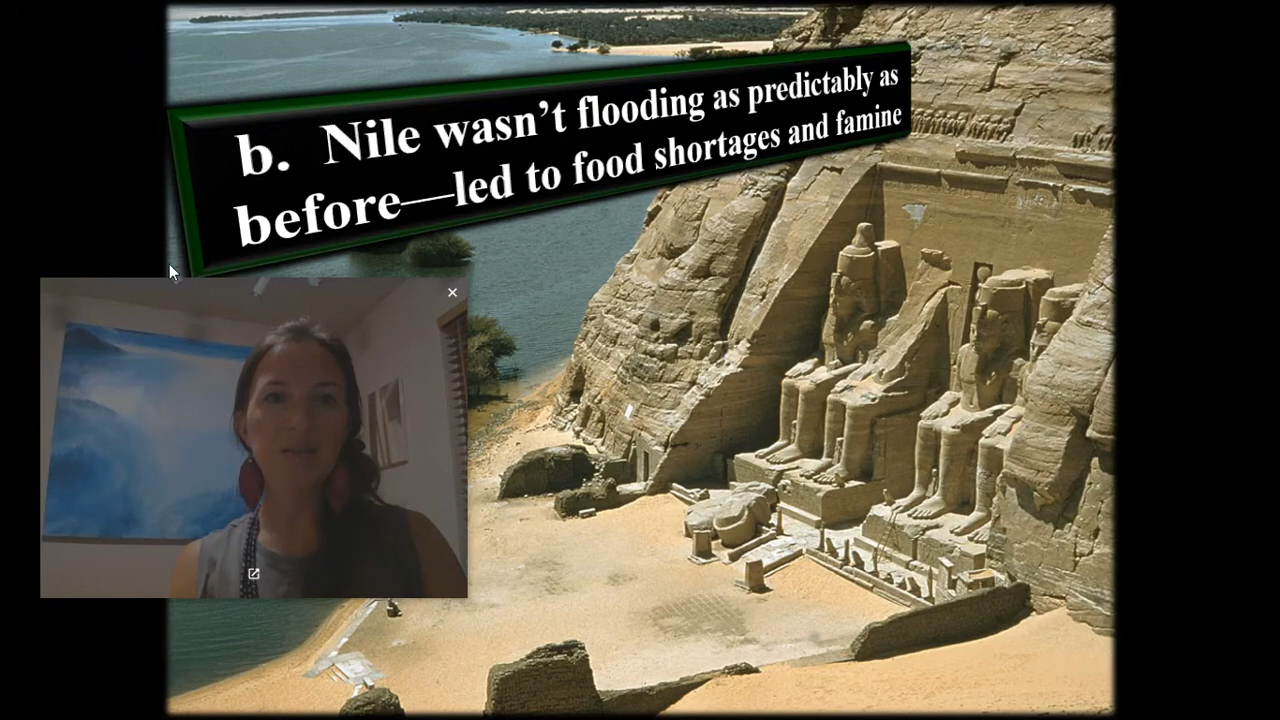 b. Nile wasn't flooding as predictably as
before—led to food shortages and famine